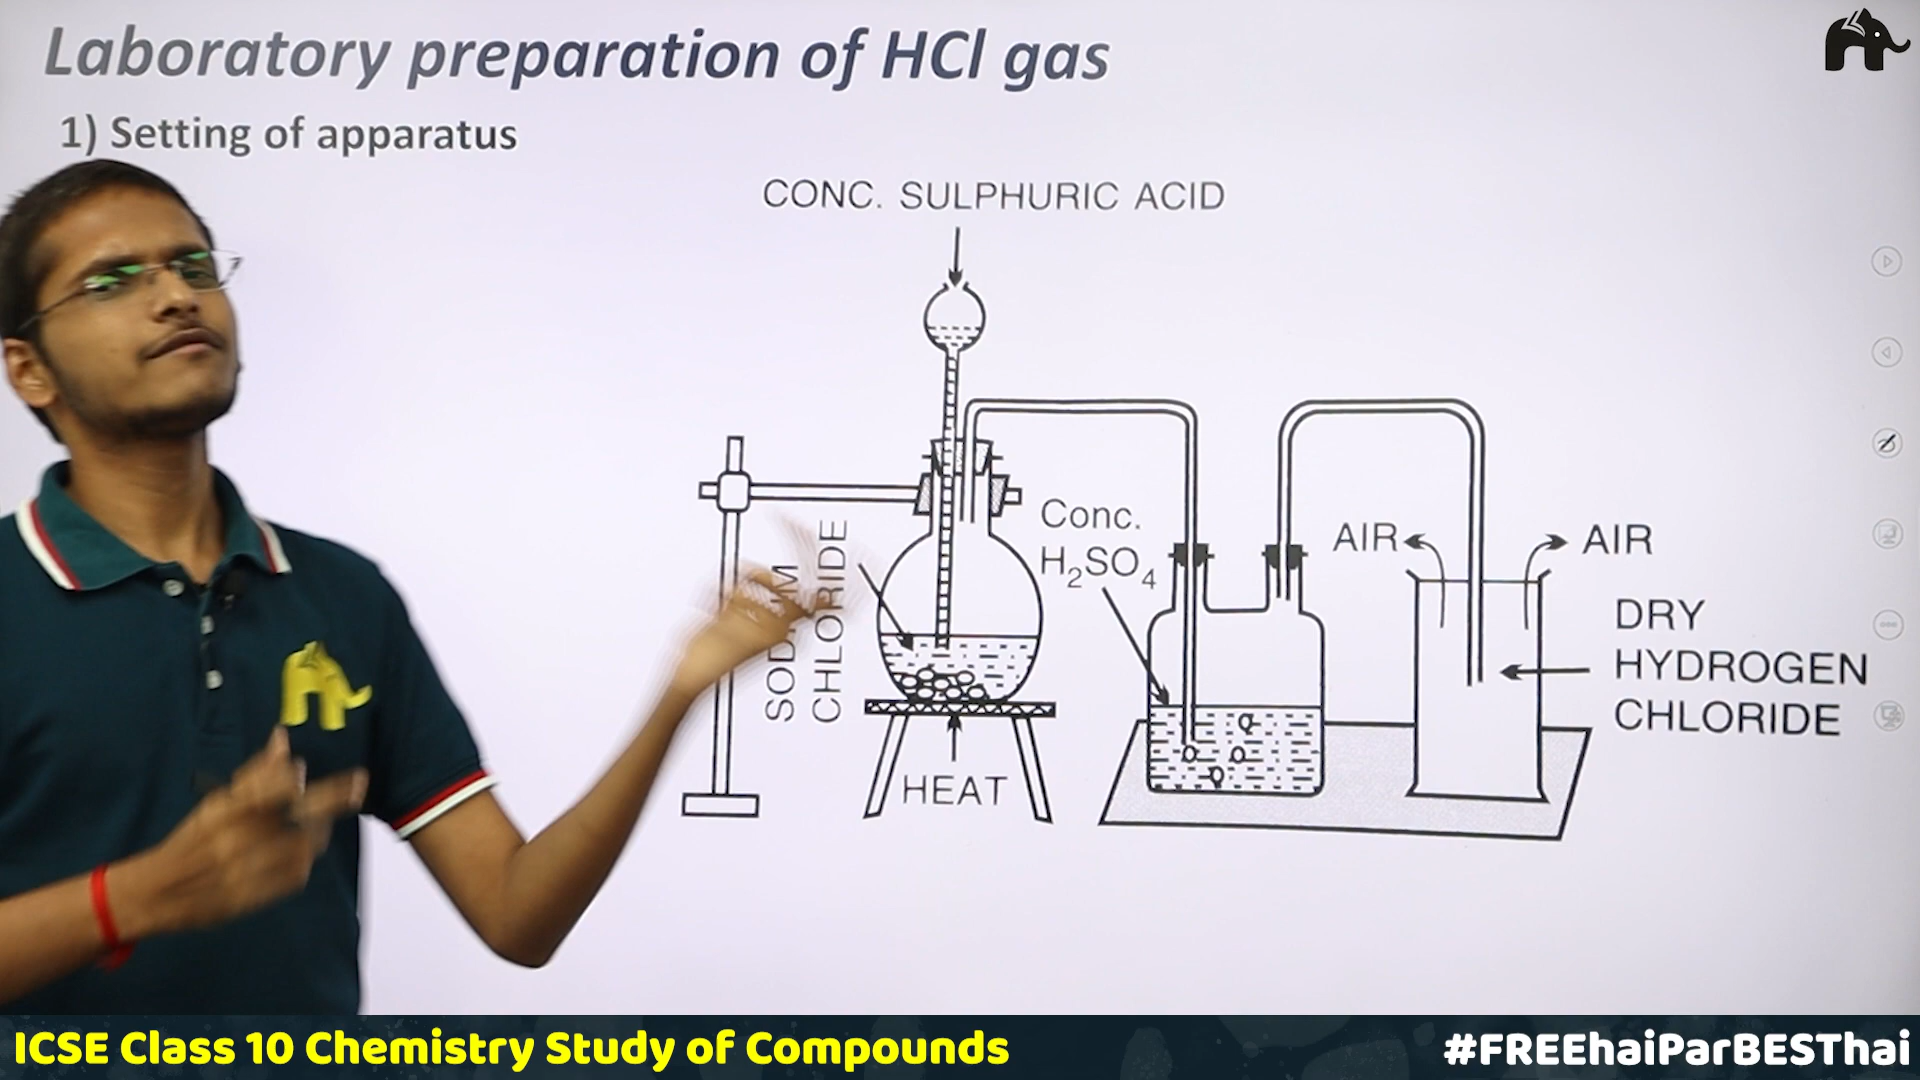 Laboratory preparation of HCl gas
1) Setting of apparatus
CONC. SULPHURIC ACID
Conc.
H₂SO₄
AIR
AIR
SODIUM
CHLORIDE
DRY
HYDROGEN
CHLORIDE
HEAT
ICSE Class 10 Chemistry Study of Compounds
#FREEhaiParBESThai